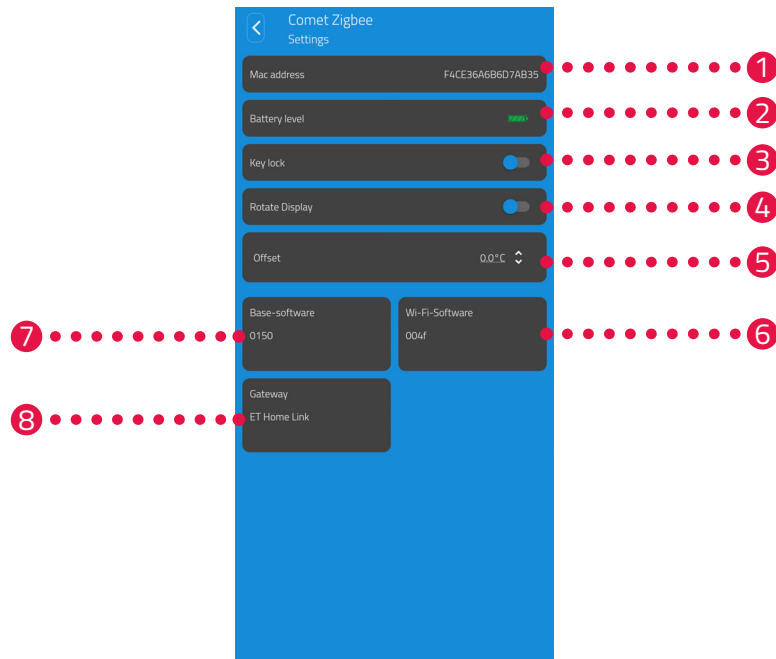 Comet Zigbee
Settings
Mac address F4CE36A6B6D7AB35 1
Battery level 2
Key lock 3
Rotate Display 4
Offset 0.0°C 5
Base-software Wi-Fi-Software
7 0150 004f 6
Gateway
8 ET Home Link